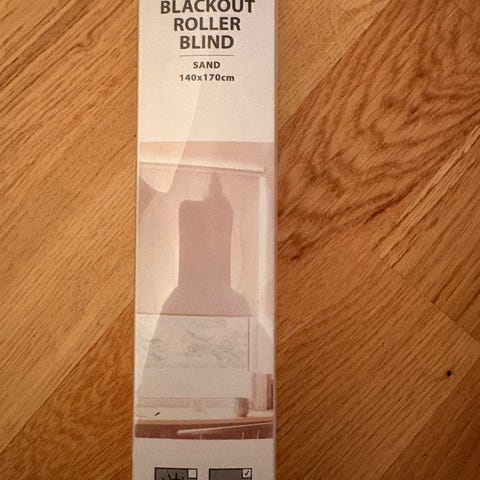 BLACKOUT
ROLLER
BLIND
SAND
140x170cm